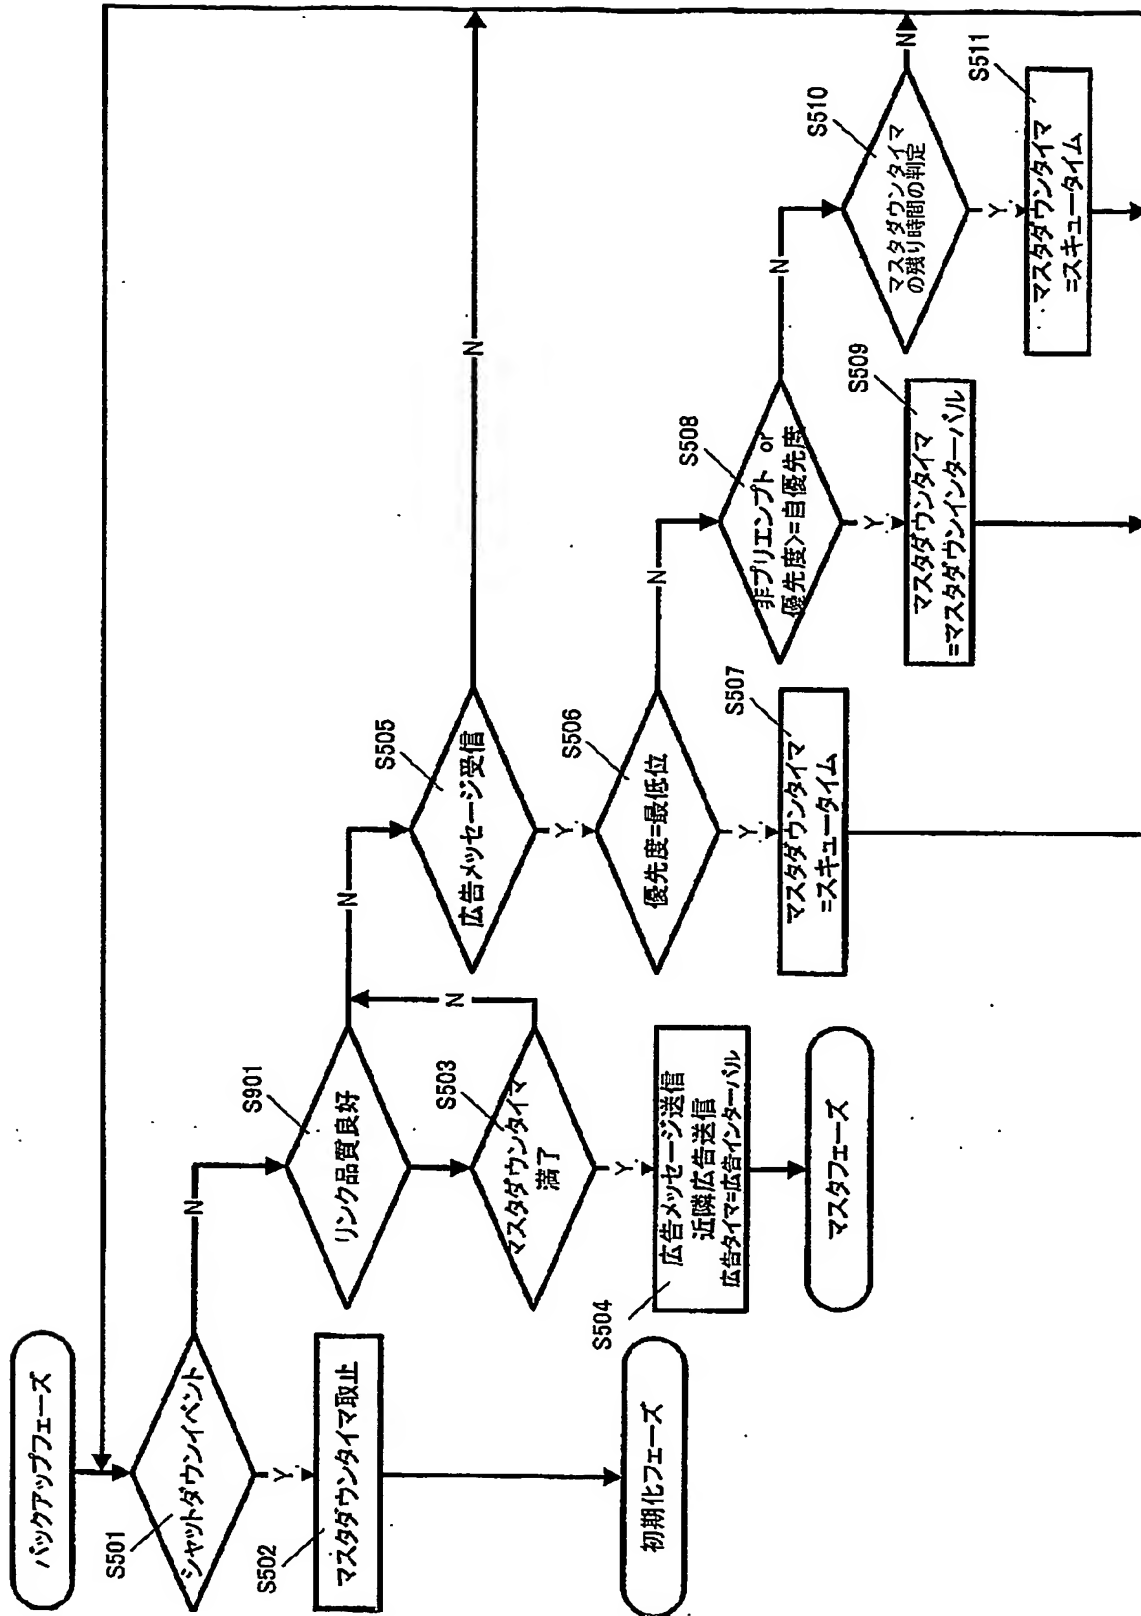 バックアップフェーズ
S501
シャットダウンイベント
N
Y
S502
マスタダウンタイマ取止
初期化フェーズ
S901
リンク品質良好
N
S503
マスタダウンタイマ
満了
N
Y
S504
広告メッセージ送信
近隣広告送信
広告タイマ=広告インターバル
マスタフェーズ
S505
広告メッセージ受信
N
Y
S506
優先度=最低位
N
Y
S507
マスタダウンタイマ
=スキュータイム
S508
非プリエンプト or
優先度>=自優先度
N
Y
S509
マスタダウンタイマ
=マスタダウンインターバル
S510
マスタダウンタイマ
の残り時間の判定
N
Y
S511
マスタダウンタイマ
=スキュータイム